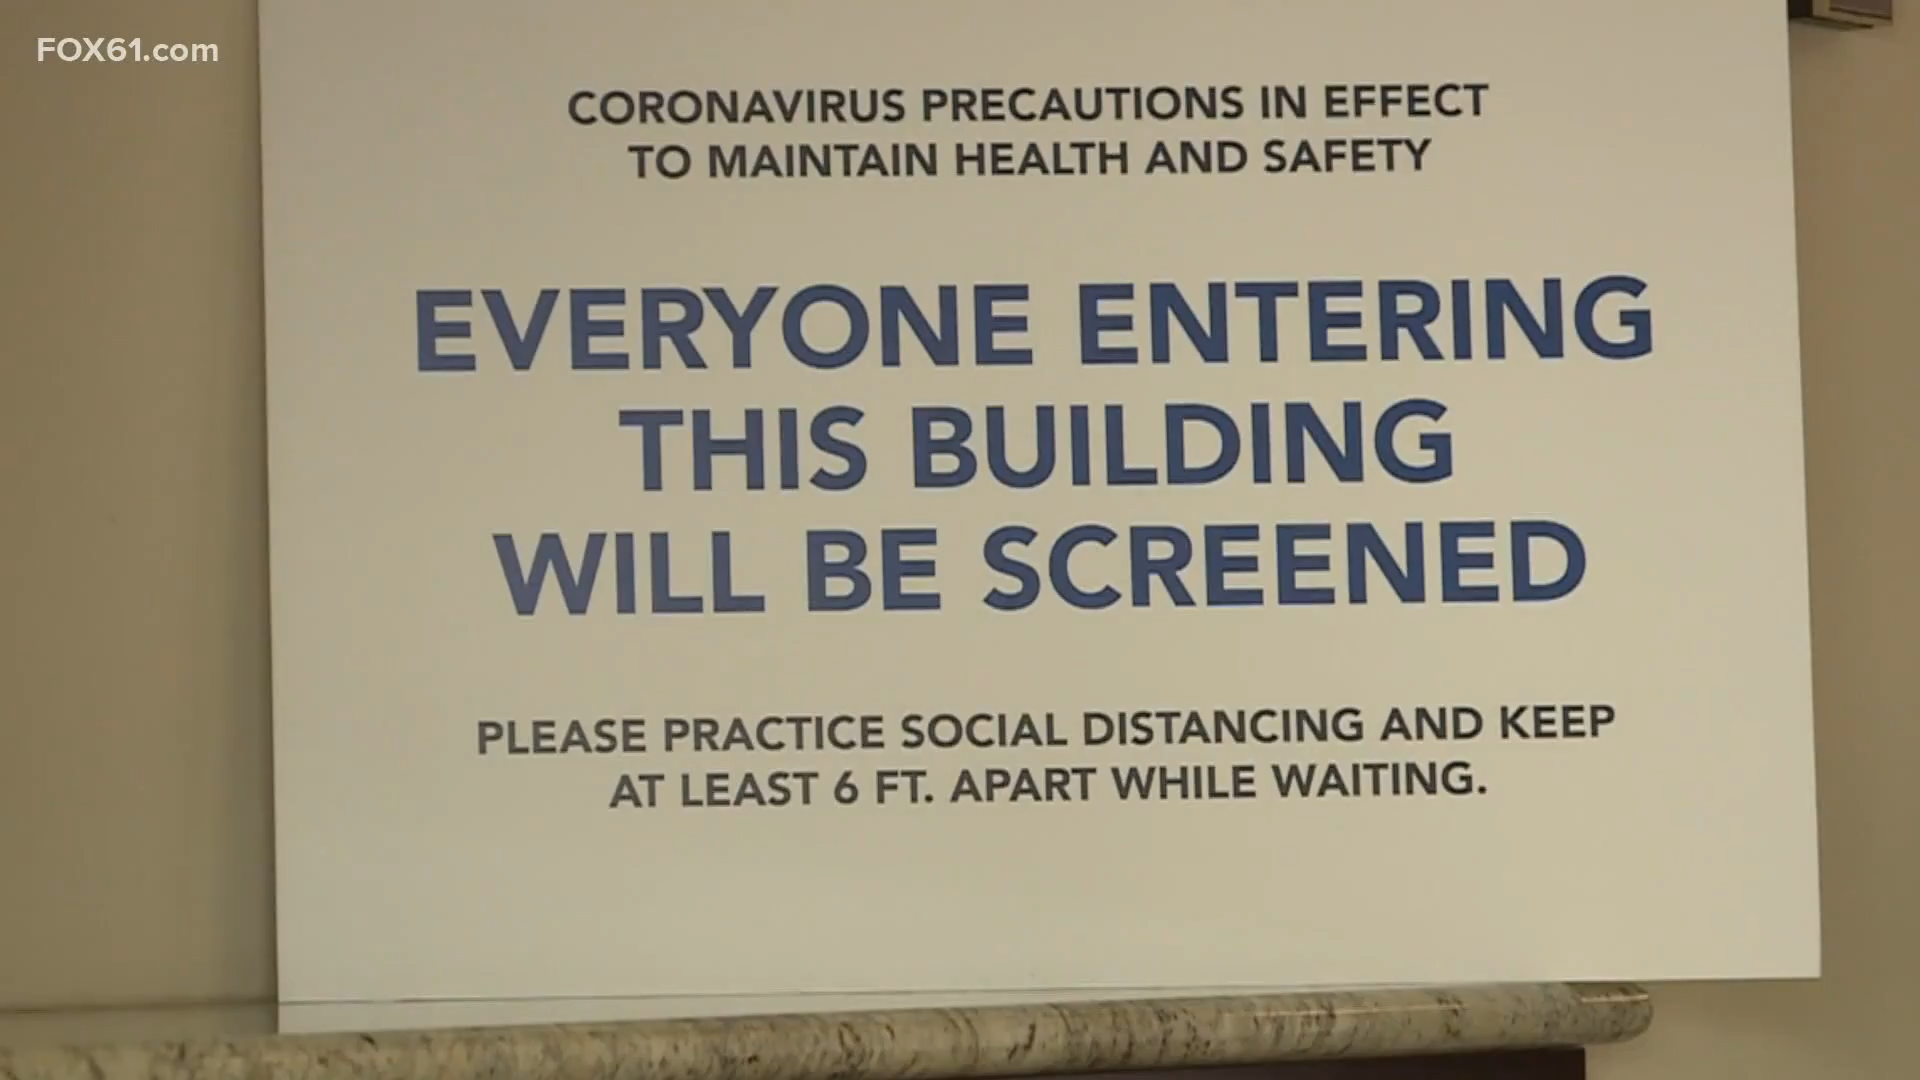 FOX61.com
CORONAVIRUS PRECAUTIONS IN EFFECT
TO MAINTAIN HEALTH AND SAFETY
EVERYONE ENTERING
THIS BUILDING
WILL BE SCREENED
PLEASE PRACTICE SOCIAL DISTANCING AND KEEP
AT LEAST 6 FT. APART WHILE WAITING.